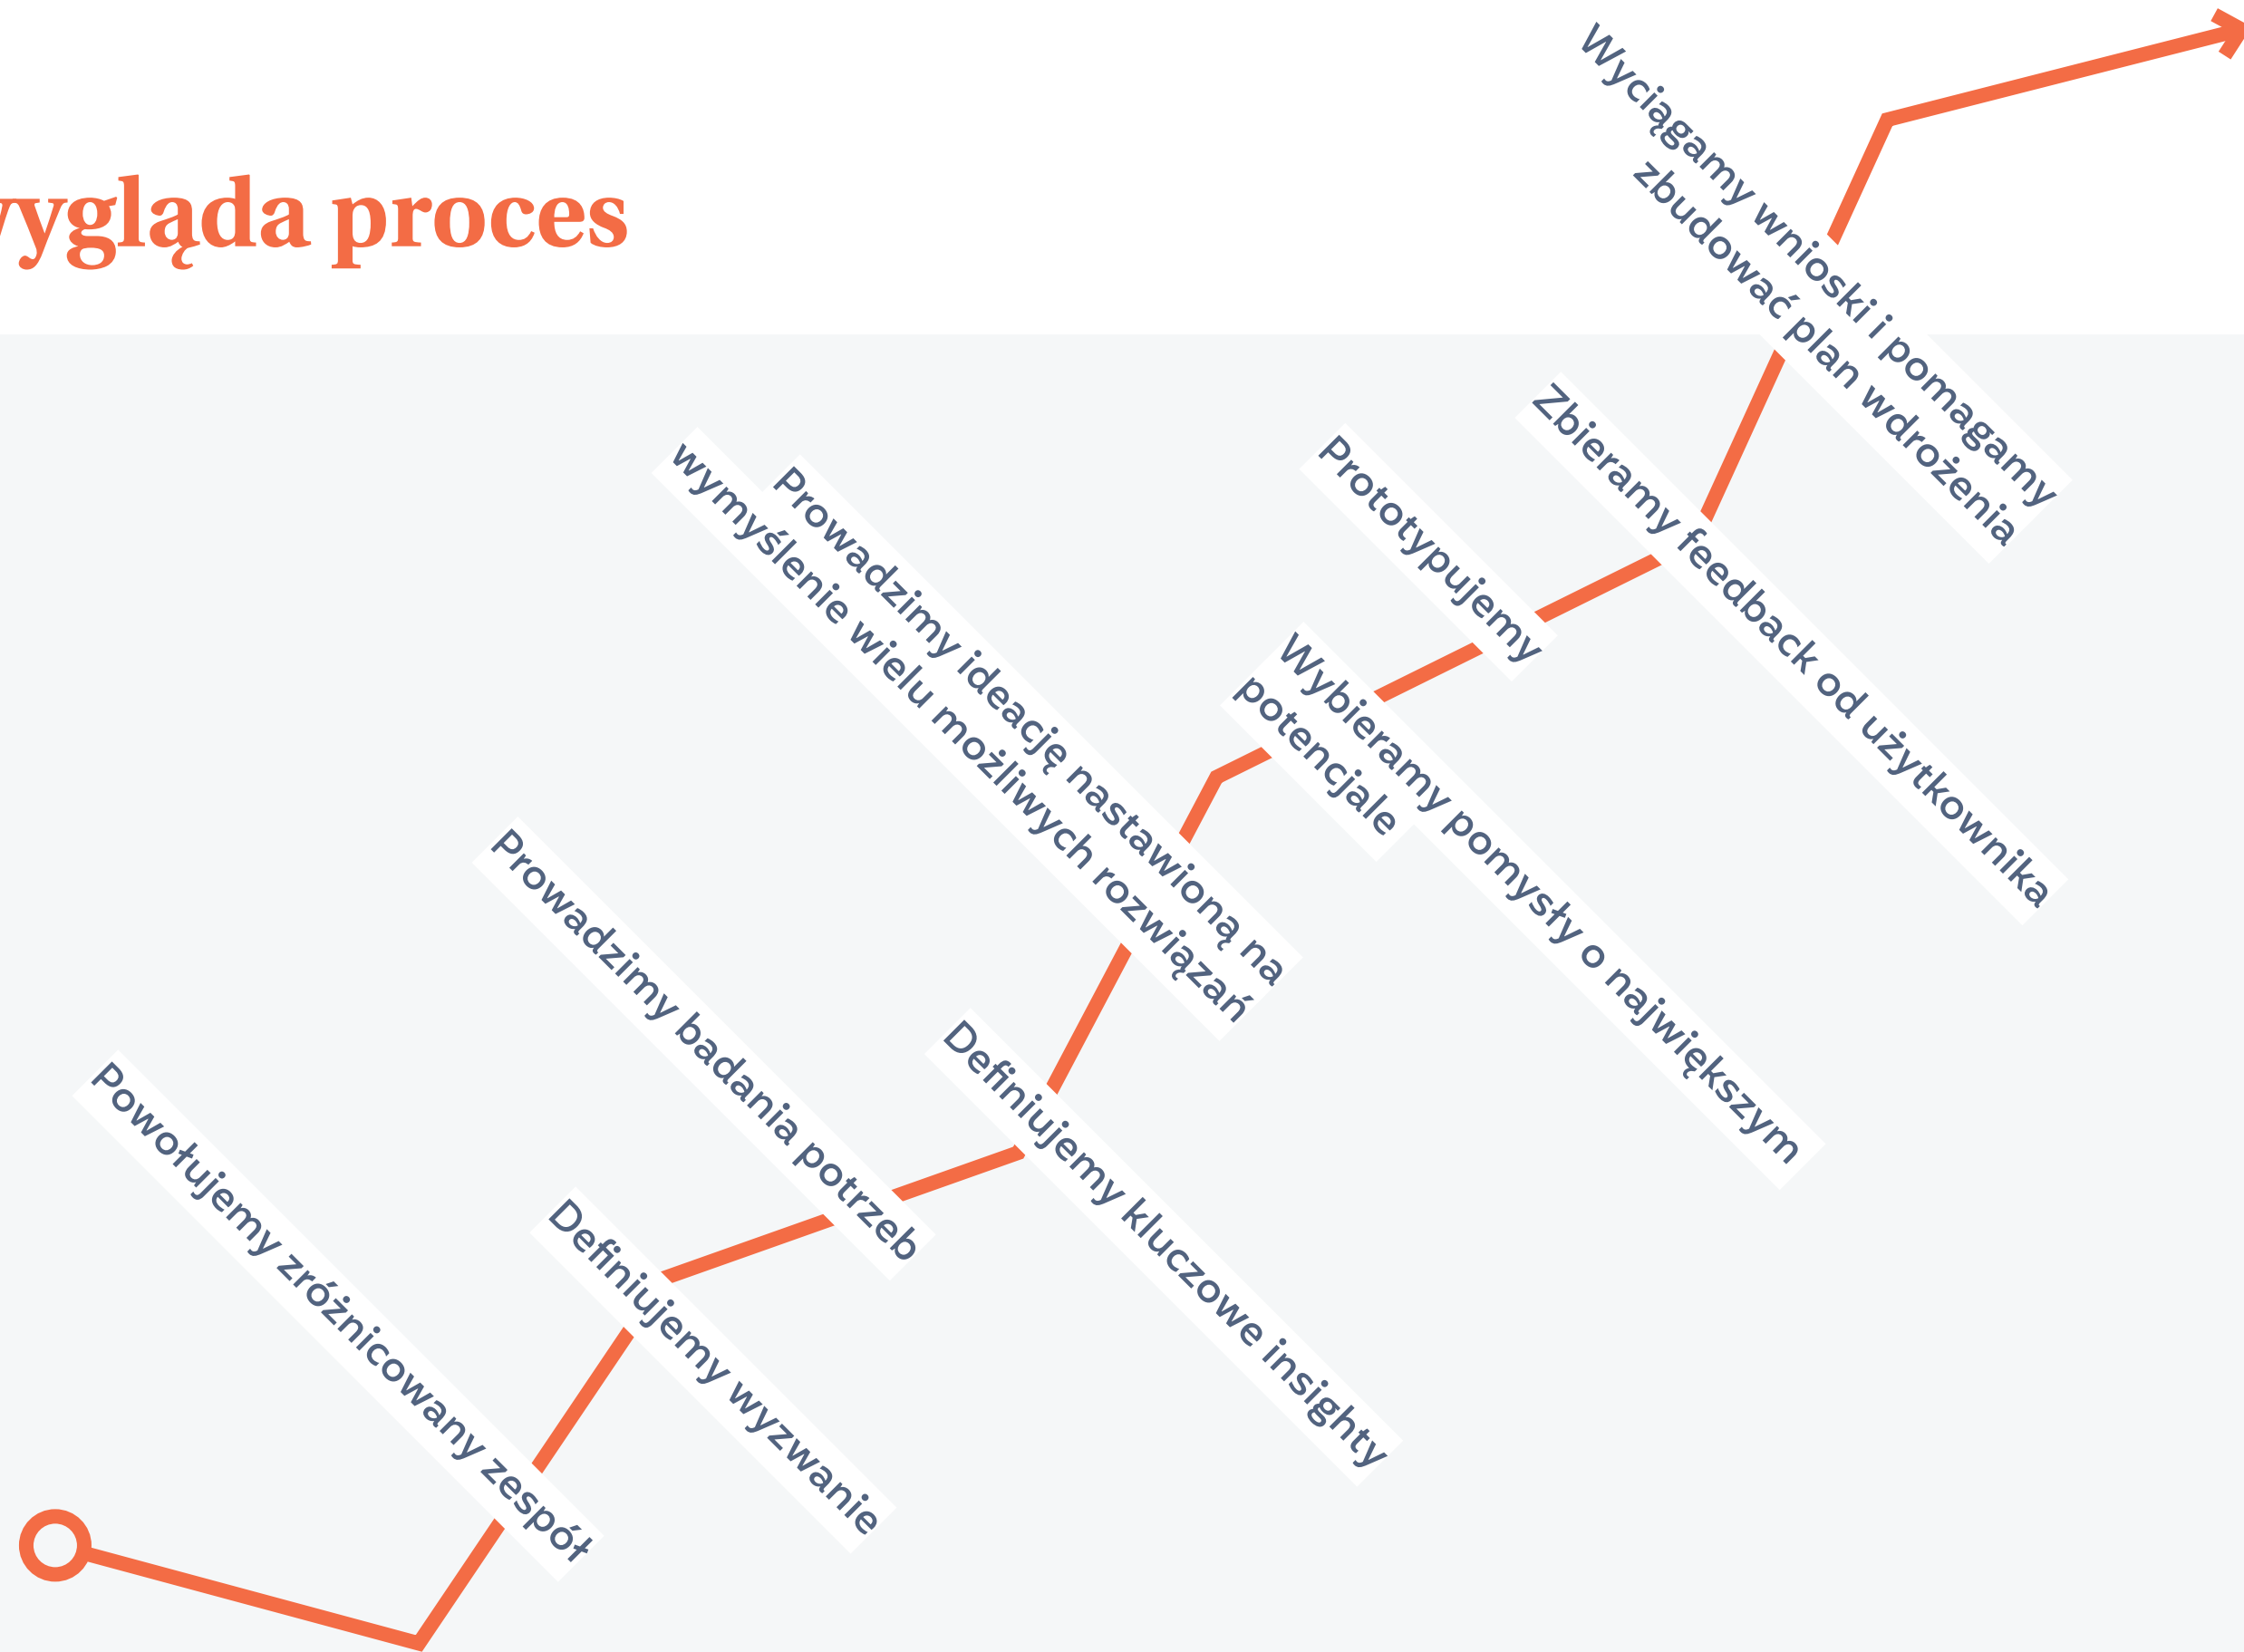 ygląda proces
Powołujemy zróżnicowany zespół
Definiujemy wyzwanie
Prowadzimy badania potrzeb
Definiujemy kluczowe insighty
Prowadzimy ideację nastawioną na
wymyślenie wielu możliwych rozwiązań
Wybieramy pomysły o największym
potencjale
Prototypujemy
Zbieramy feedback od użytkownika
Wyciągamy wnioski i pomagamy
zbudować plan wdrożenia